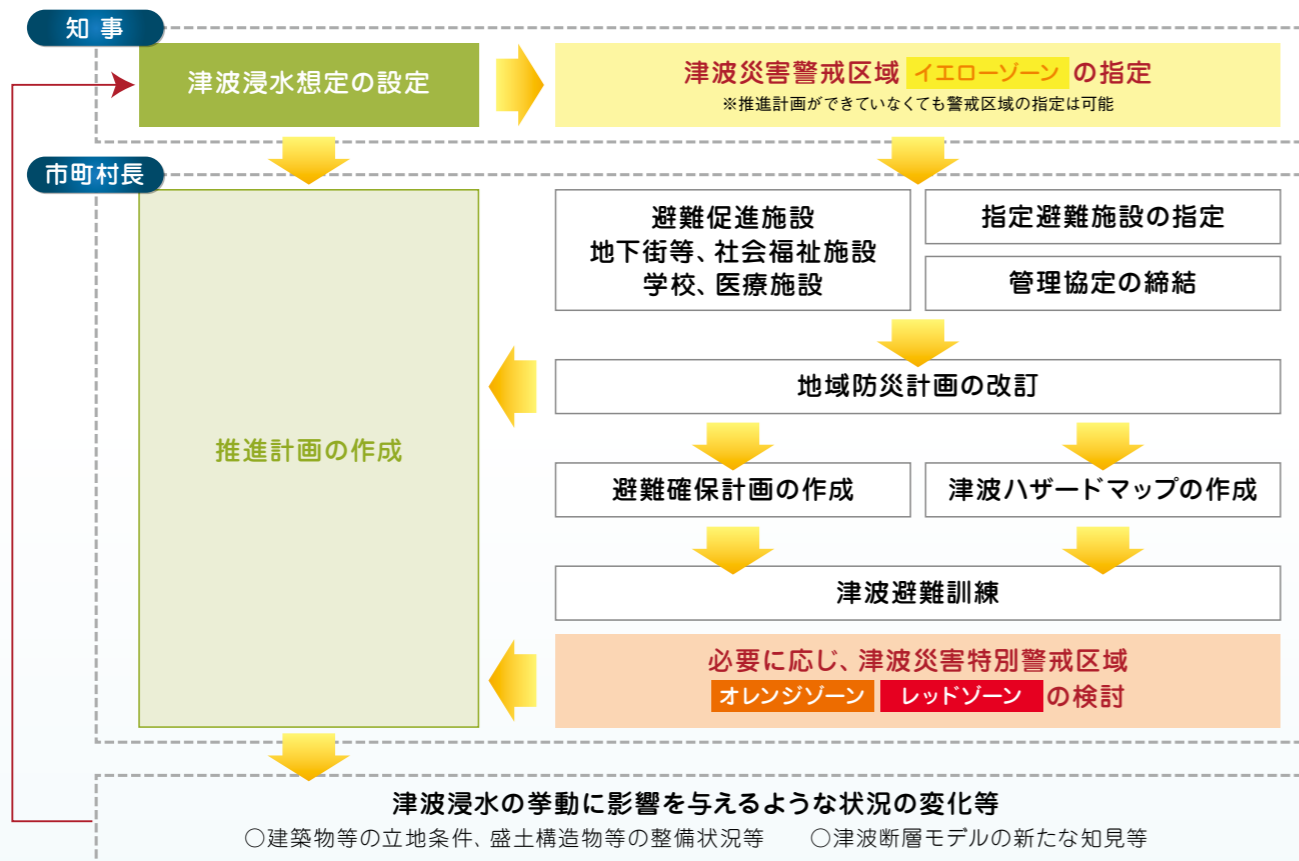 知 事
津波浸水想定の設定
津波災害警戒区域 イエローゾーン の指定
※推進計画ができていなくても警戒区域の指定は可能
市町村長
推進計画の作成
避難促進施設
地下街等、社会福祉施設
学校、医療施設
指定避難施設の指定
管理協定の締結
地域防災計画の改訂
避難確保計画の作成
津波ハザードマップの作成
津波避難訓練
必要に応じ、津波災害特別警戒区域
オレンジゾーン レッドゾーン の検討
津波浸水の挙動に影響を与えるような状況の変化等
○建築物等の立地条件、盛土構造物等の整備状況等 ○津波断層モデルの新たな知見等